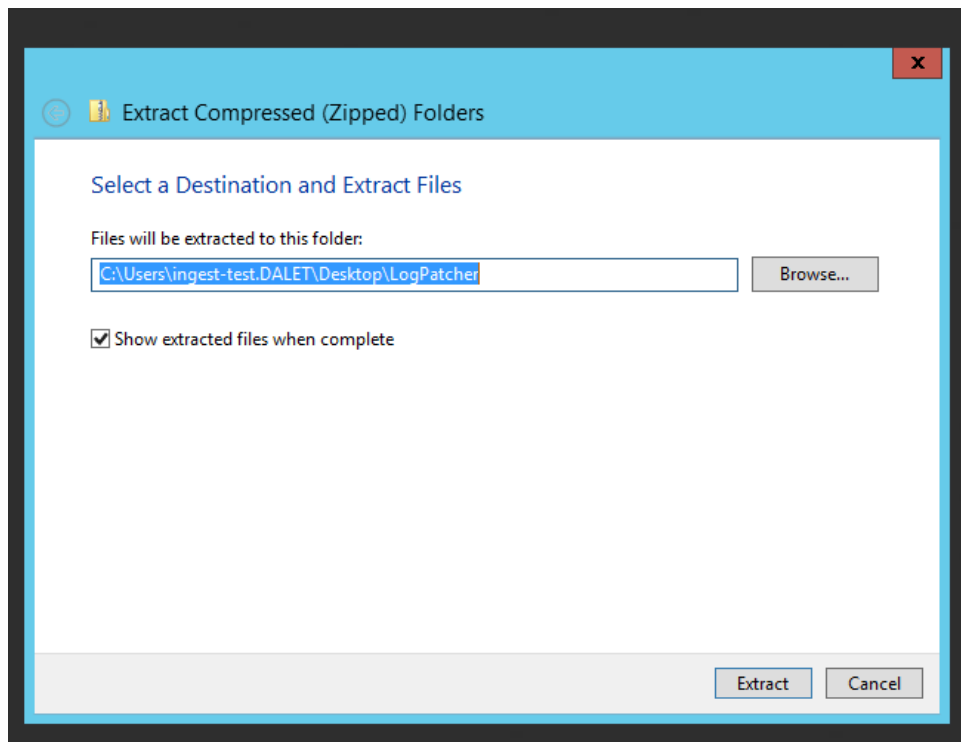 x
Extract Compressed (Zipped) Folders
Select a Destination and Extract Files
Files will be extracted to this folder:
C:\Users\ingest-test.DALET\Desktop\LogPatcher
Browse...
Show extracted files when complete
Extract
Cancel